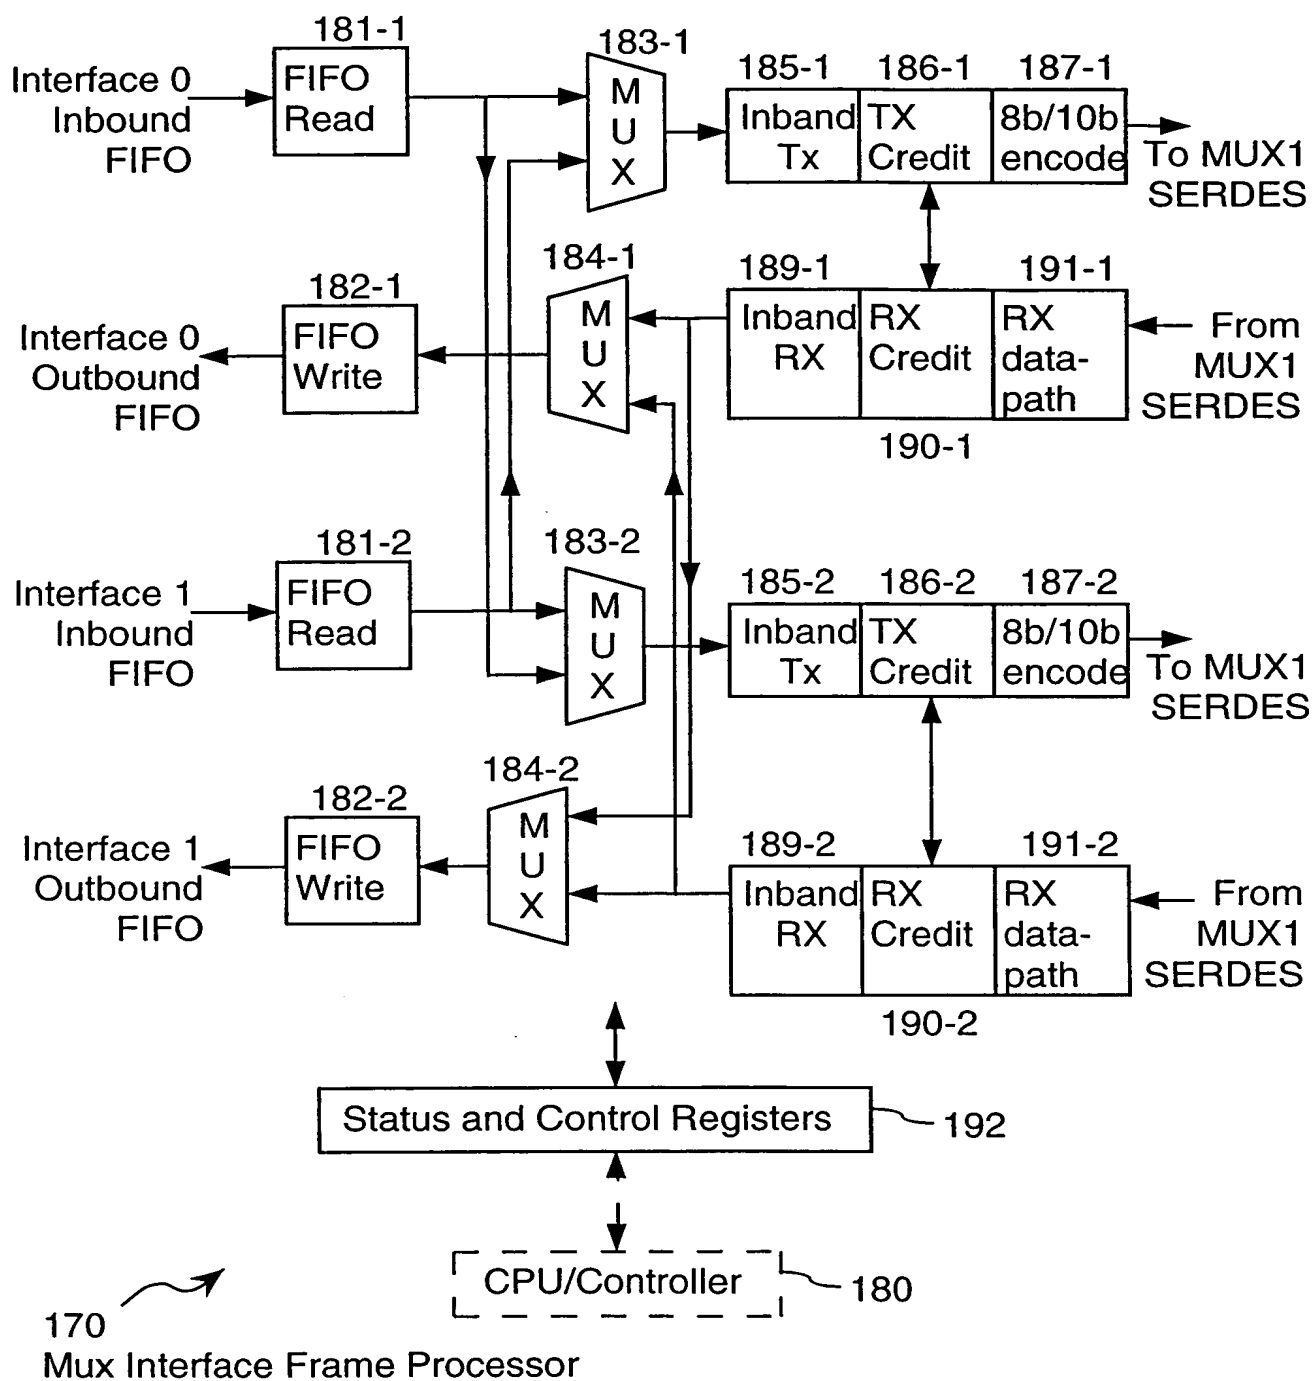 181-1
183-1
Interface 0
Inbound
FIFO
FIFO
Read
M
U
X
185-1 186-1 187-1
Inband
Tx
TX
Credit
8b/10b
encode
To MUX1
SERDES
182-1
184-1
189-1
191-1
Interface 0
Outbound
FIFO
FIFO
Write
M
U
X
Inband
RX
RX
Credit
RX
data-
path
From
MUX1
SERDES
190-1
181-2
183-2
Interface 1
Inbound
FIFO
FIFO
Read
M
U
X
185-2 186-2 187-2
Inband
Tx
TX
Credit
8b/10b
encode
To MUX1
SERDES
182-2
184-2
189-2
191-2
Interface 1
Outbound
FIFO
FIFO
Write
M
U
X
Inband
RX
RX
Credit
RX
data-
path
From
MUX1
SERDES
190-2
Status and Control Registers
192
CPU/Controller
180
170
Mux Interface Frame Processor